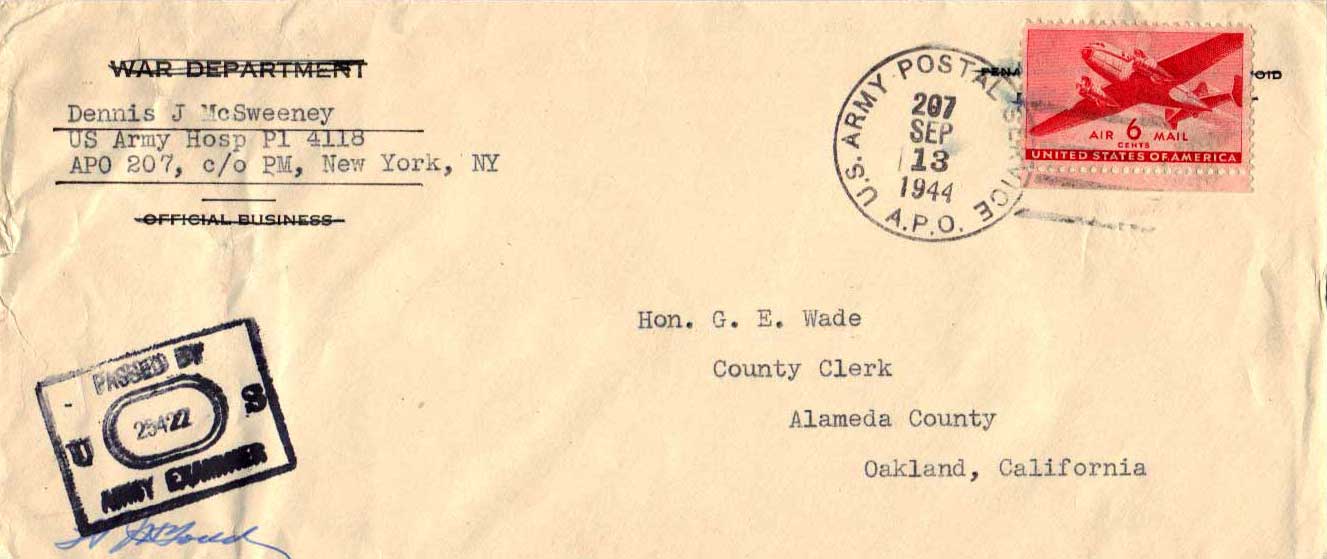 WAR DEPARTMENT
Dennis J McSweeney
US Army Hosp Pl 4118
APO 207, c/o PM, New York, NY
OFFICIAL BUSINESS
U.S. ARMY POSTAL SERVICE
207
SEP
13
1944
A.P.O.
AIR 6 MAIL
CENTS
UNITED STATES OF AMERICA
Hon. G. E. Wade
County Clerk
Alameda County
Oakland, California
PASSED BY
U 25422 S
ARMY EXAMINER